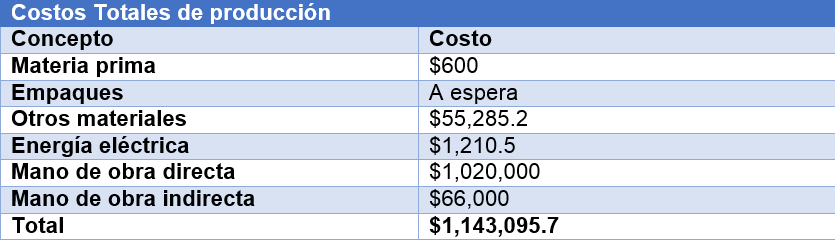 Costos Totales de producción
Concepto Costo
Materia prima $600
Empaques A espera
Otros materiales $55,285.2
Energía eléctrica $1,210.5
Mano de obra directa $1,020,000
Mano de obra indirecta $66,000
Total $1,143,095.7